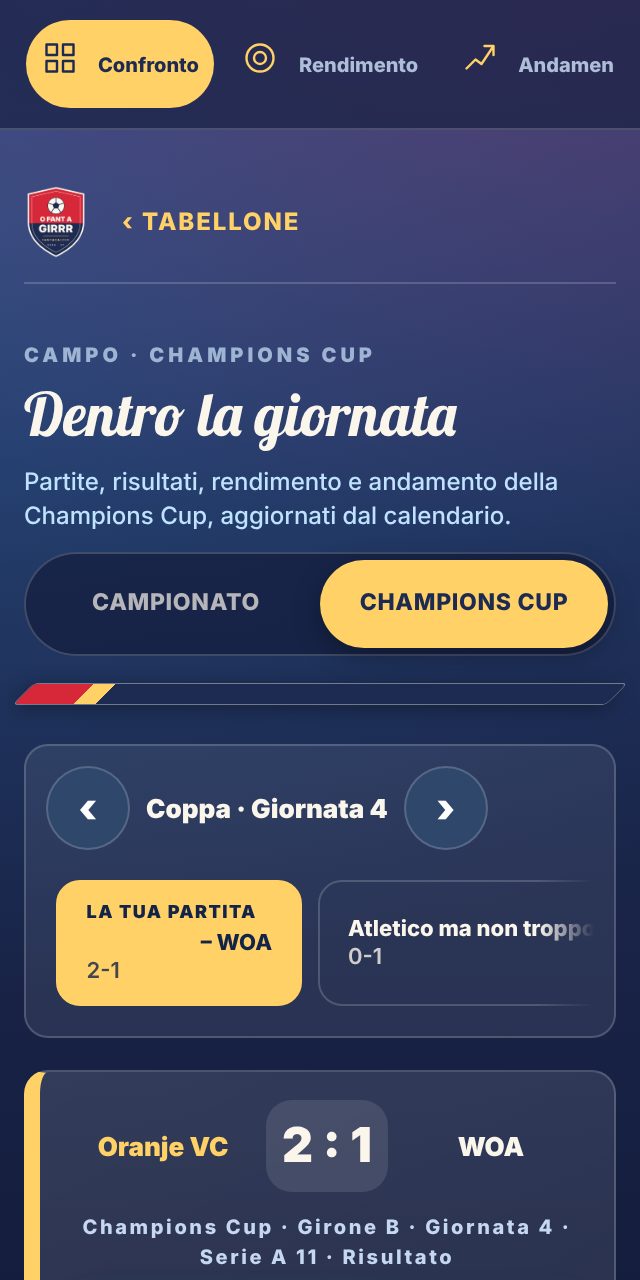 Confronto
Rendimento
Andamen
O FANT A
GIRRR
‹ TABELLONE
CAMPO · CHAMPIONS CUP
Dentro la giornata
Partite, risultati, rendimento e andamento della
Champions Cup, aggiornati dal calendario.
CAMPIONATO
CHAMPIONS CUP
‹ Coppa · Giornata 4 ›
LA TUA PARTITA
– WOA
2-1
Atletico ma non troppo
0-1
Oranje VC 2 : 1 WOA
Champions Cup · Girone B · Giornata 4 ·
Serie A 11 · Risultato